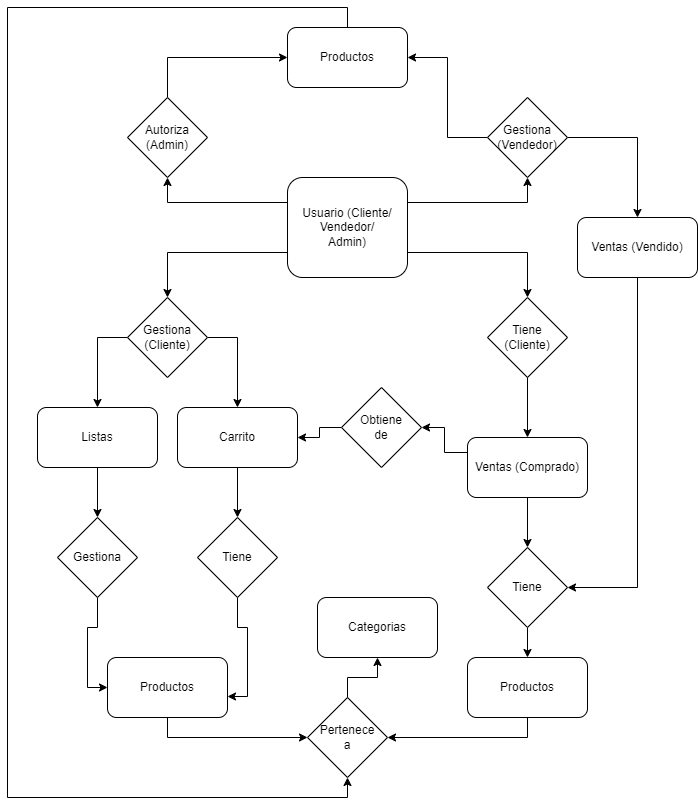 Productos
Autoriza
(Admin)
Gestiona
(Vendedor)
Usuario (Cliente/
Vendedor/
Admin)
Ventas (Vendido)
Gestiona
(Cliente)
Tiene
(Cliente)
Listas
Carrito
Obtiene
de
Ventas (Comprado)
Gestiona
Tiene
Tiene
Categorias
Productos
Productos
Pertenece
a